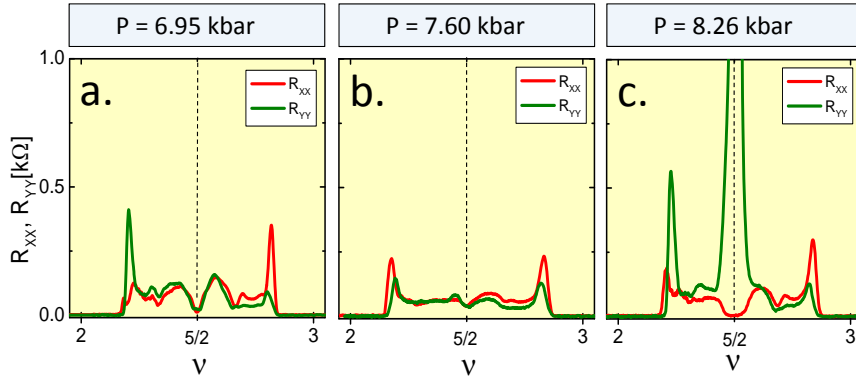 P = 6.95 kbar
P = 7.60 kbar
P = 8.26 kbar
a.
b.
c.
R_XX
R_YY
R_XX
R_YY
R_XX
R_YY
R_XX, R_YY[kΩ]
1.0
0.5
0.0
2
5/2
3
2
5/2
3
2
5/2
3
ν
ν
ν